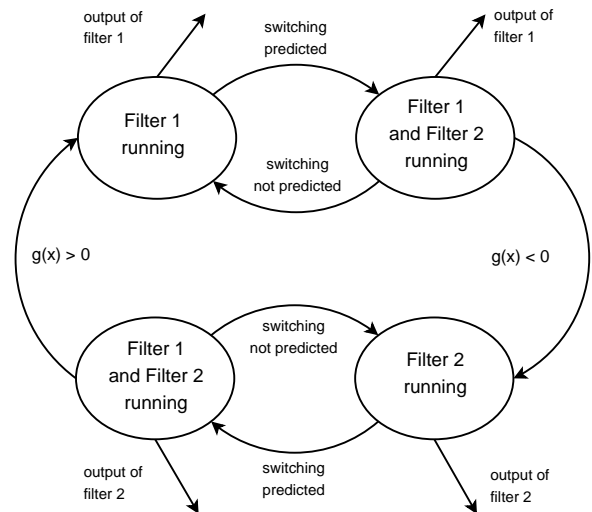 output of
filter 1
switching
predicted
output of
filter 1
Filter 1
running
Filter 1
and Filter 2
running
switching
not predicted
g(x) > 0
g(x) < 0
switching
not predicted
Filter 1
and Filter 2
running
Filter 2
running
output of
filter 2
switching
predicted
output of
filter 2